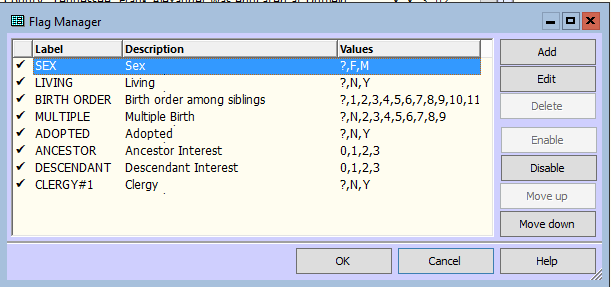 Flag Manager
Label Description Values
SEX Sex ?,F,M
LIVING Living ?,N,Y
BIRTH ORDER Birth order among siblings ?,1,2,3,4,5,6,7,8,9,10,11
MULTIPLE Multiple Birth ?,N,2,3,4,5,6,7,8,9
ADOPTED Adopted ?,N,Y
ANCESTOR Ancestor Interest 0,1,2,3
DESCENDANT Descendant Interest 0,1,2,3
CLERGY#1 Clergy ?,N,Y
Add
Edit
Delete
Enable
Disable
Move up
Move down
OK Cancel Help